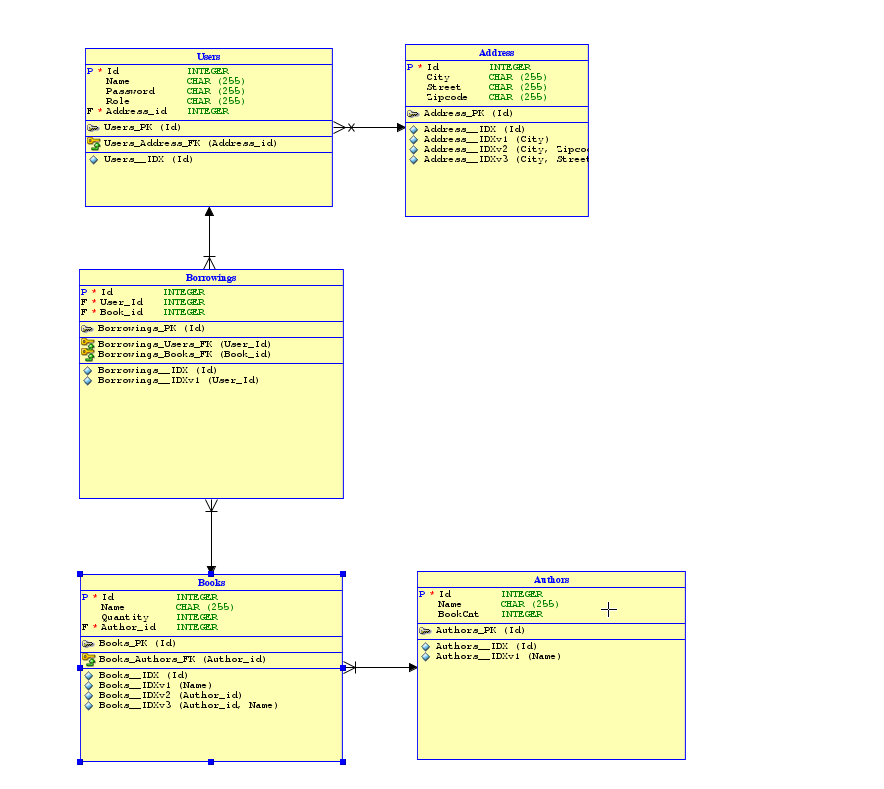 Users
P * Id INTEGER
Name CHAR (255)
Password CHAR (255)
Role CHAR (255)
F * Address_id INTEGER
Users_PK (Id)
Users_Address_FK (Address_id)
Users__IDX (Id)
Address
P * Id INTEGER
City CHAR (255)
Street CHAR (255)
Zipcode CHAR (255)
Address_PK (Id)
Address__IDX (Id)
Address__IDXv1 (City)
Address__IDXv2 (City, Zipco
Address__IDXv3 (City, Street
Borrowings
P * Id INTEGER
F * User_Id INTEGER
F * Book_id INTEGER
Borrowings_PK (Id)
Borrowings_Users_FK (User_Id)
Borrowings_Books_FK (Book_id)
Borrowings__IDX (Id)
Borrowings__IDXv1 (User_Id)
Books
P * Id INTEGER
Name CHAR (255)
Quantity INTEGER
F * Author_id INTEGER
Books_PK (Id)
Books_Authors_FK (Author_id)
Books__IDX (Id)
Books__IDXv1 (Name)
Books__IDXv2 (Author_id)
Books__IDXv3 (Author_id, Name)
Authors
P * Id INTEGER
Name CHAR (255)
BookCnt INTEGER
Authors_PK (Id)
Authors__IDX (Id)
Authors__IDXv1 (Name)